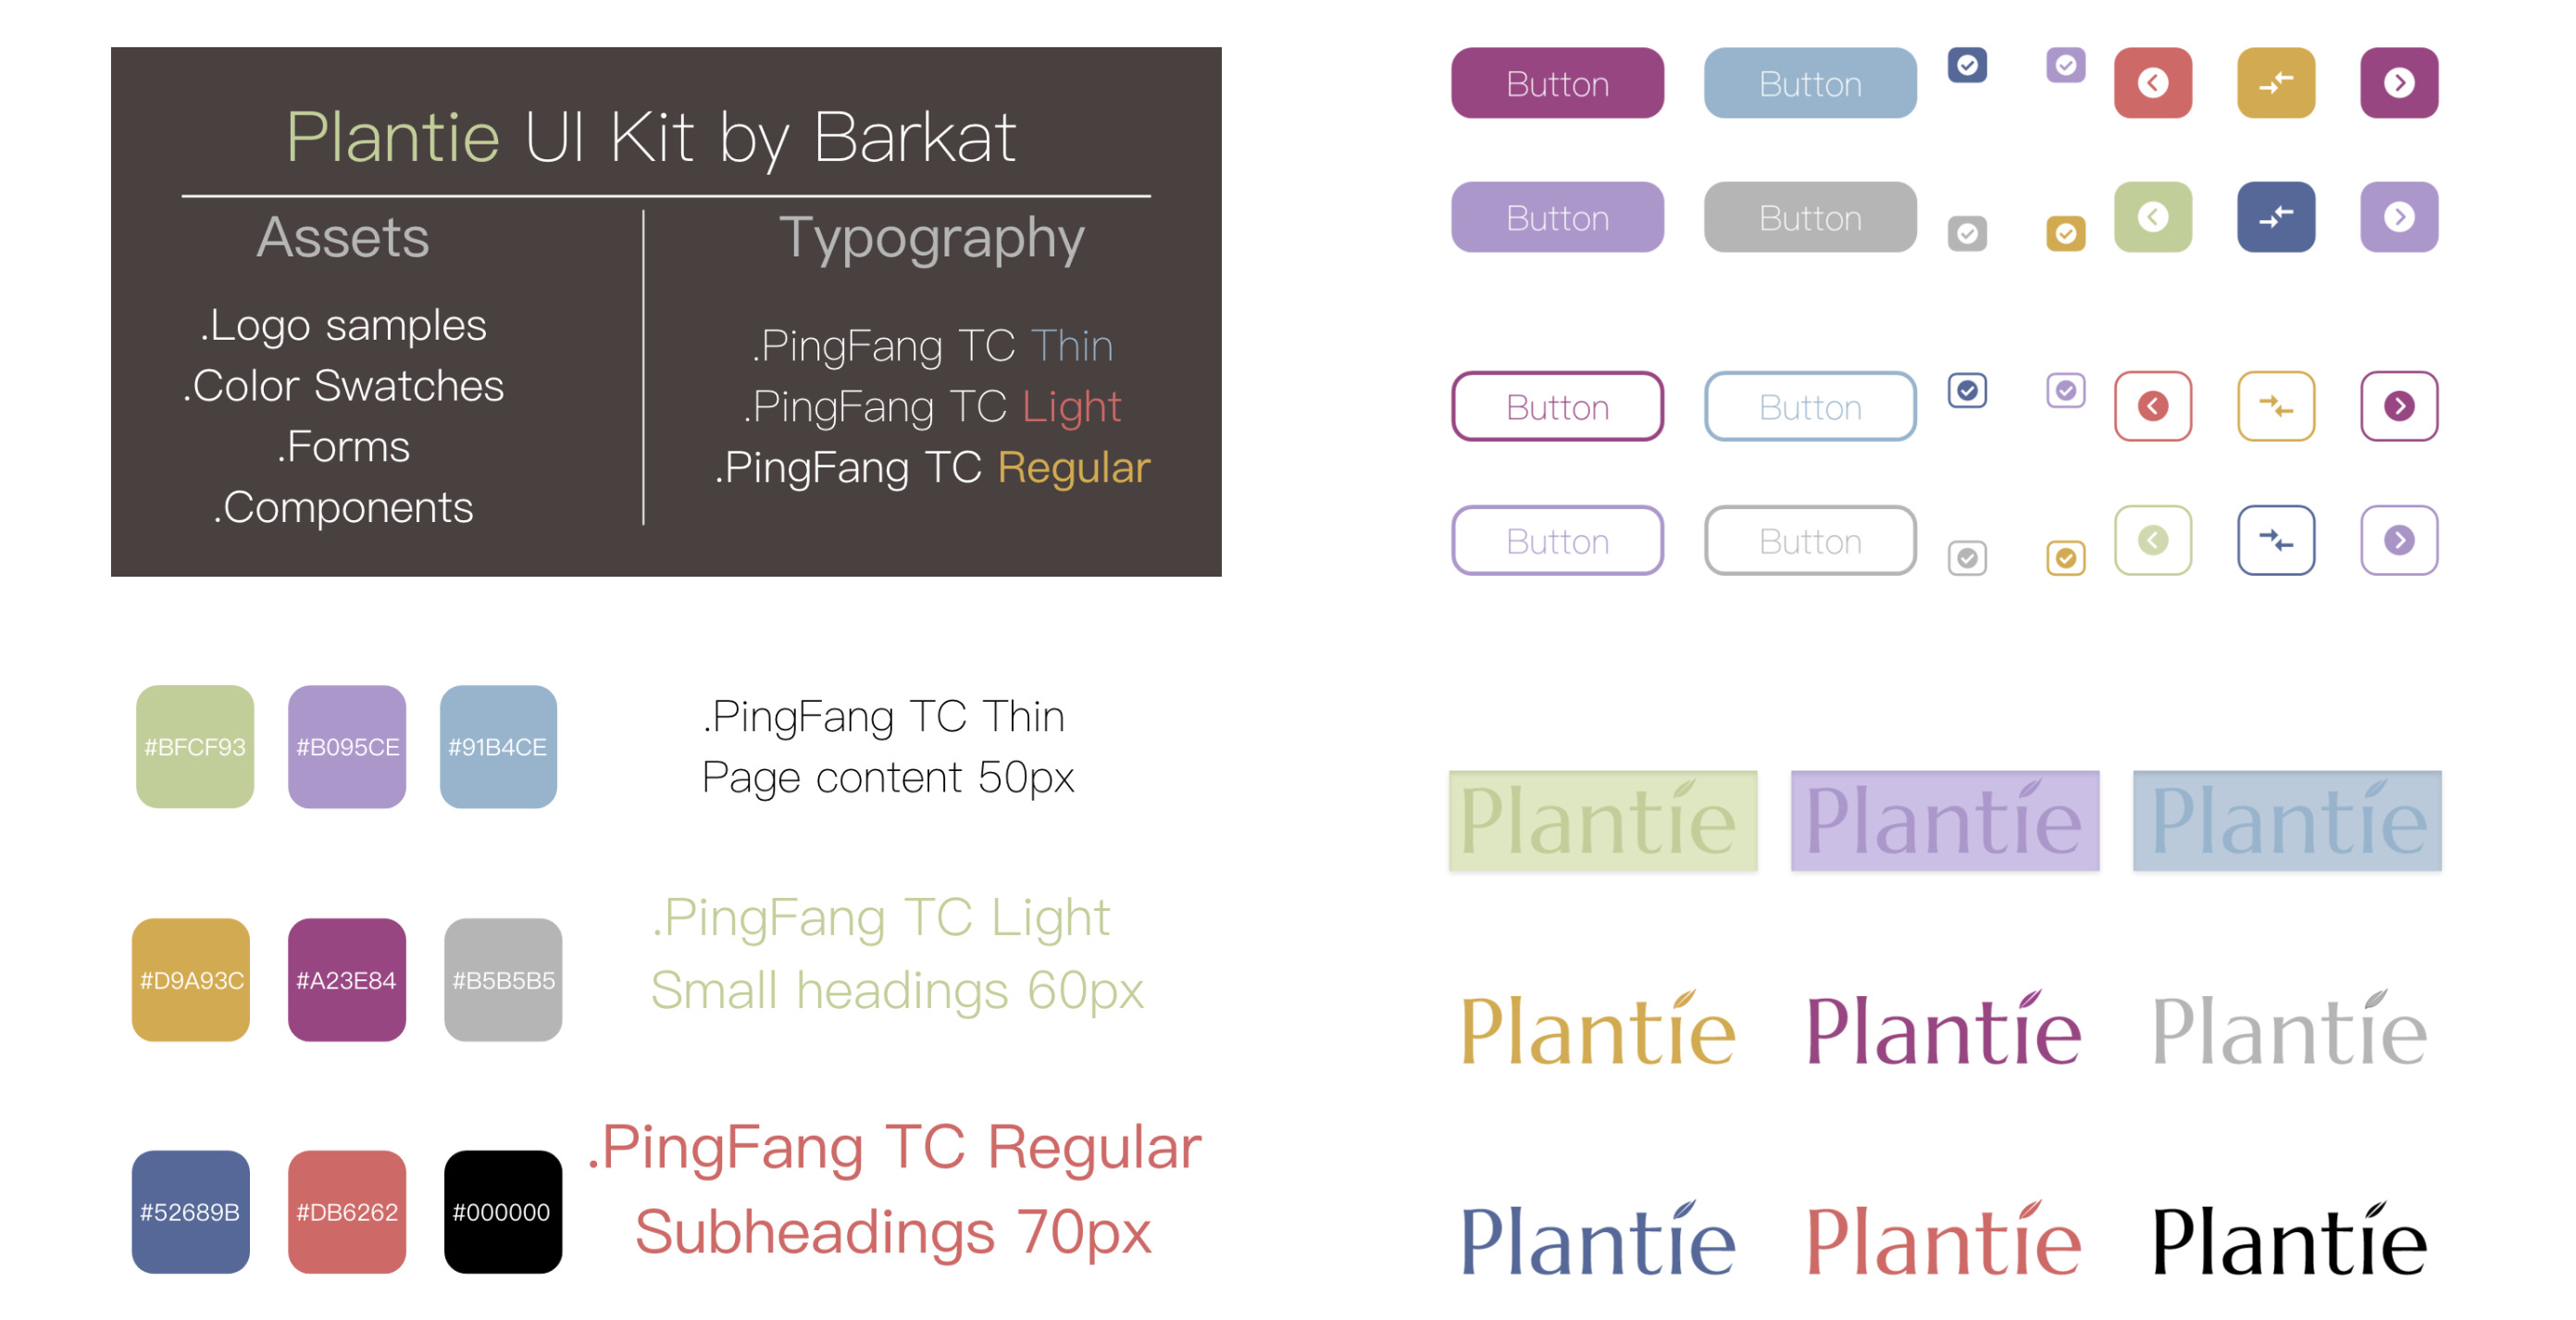 Plantie UI Kit by Barkat
Assets
.Logo samples
.Color Swatches
.Forms
.Components
Typography
.PingFang TC Thin
.PingFang TC Light
.PingFang TC Regular
Button Button
Button Button
Button Button
Button Button
#BFCF93 #B095CE #91B4CE
#D9A93C #A23E84 #B5B5B5
#52689B #DB6262 #000000
.PingFang TC Thin
Page content 50px
.PingFang TC Light
Small headings 60px
.PingFang TC Regular
Subheadings 70px
Plantie Plantie Plantie
Plantie Plantie Plantie
Plantie Plantie Plantie